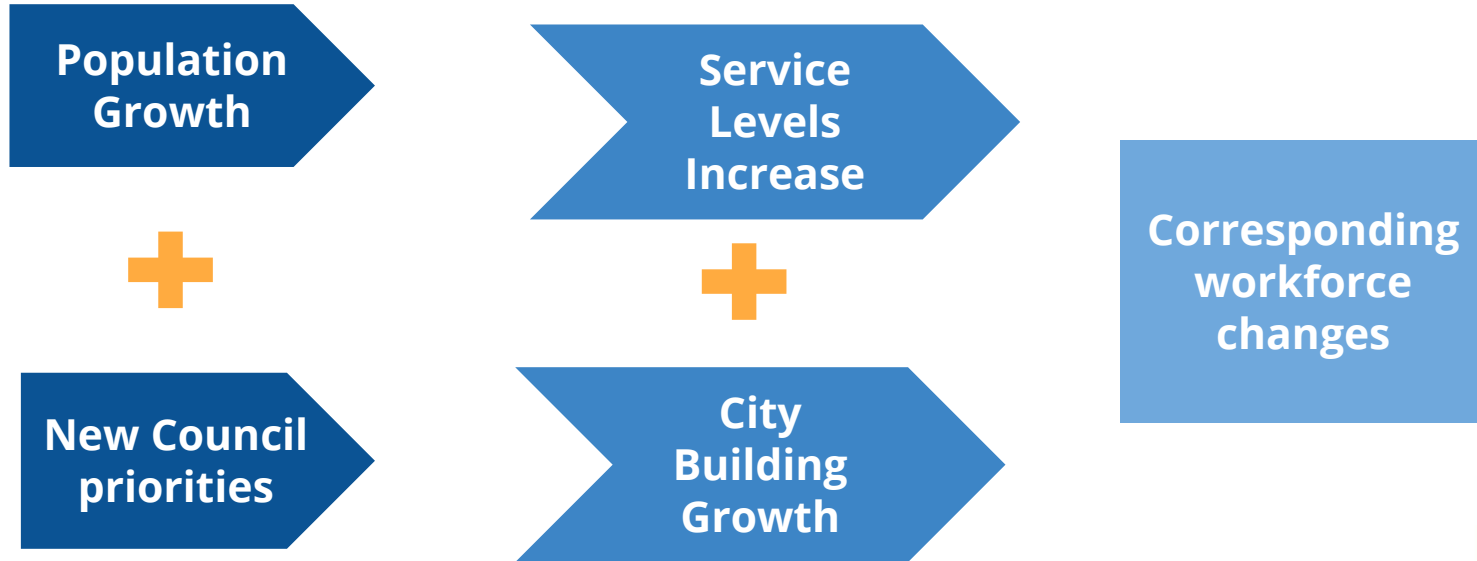 Population
Growth
New Council
priorities
Service
Levels
Increase
City
Building
Growth
Corresponding
workforce
changes